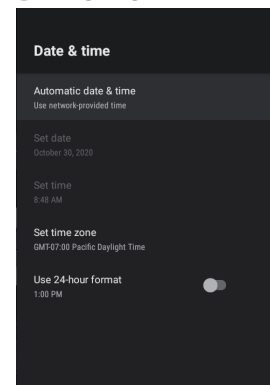 Date & time
Automatic date & time
Use network-provided time
Set date
October 30, 2020
Set time
8:48 AM
Set time zone
GMT-07:00 Pacific Daylight Time
Use 24-hour format
1:00 PM